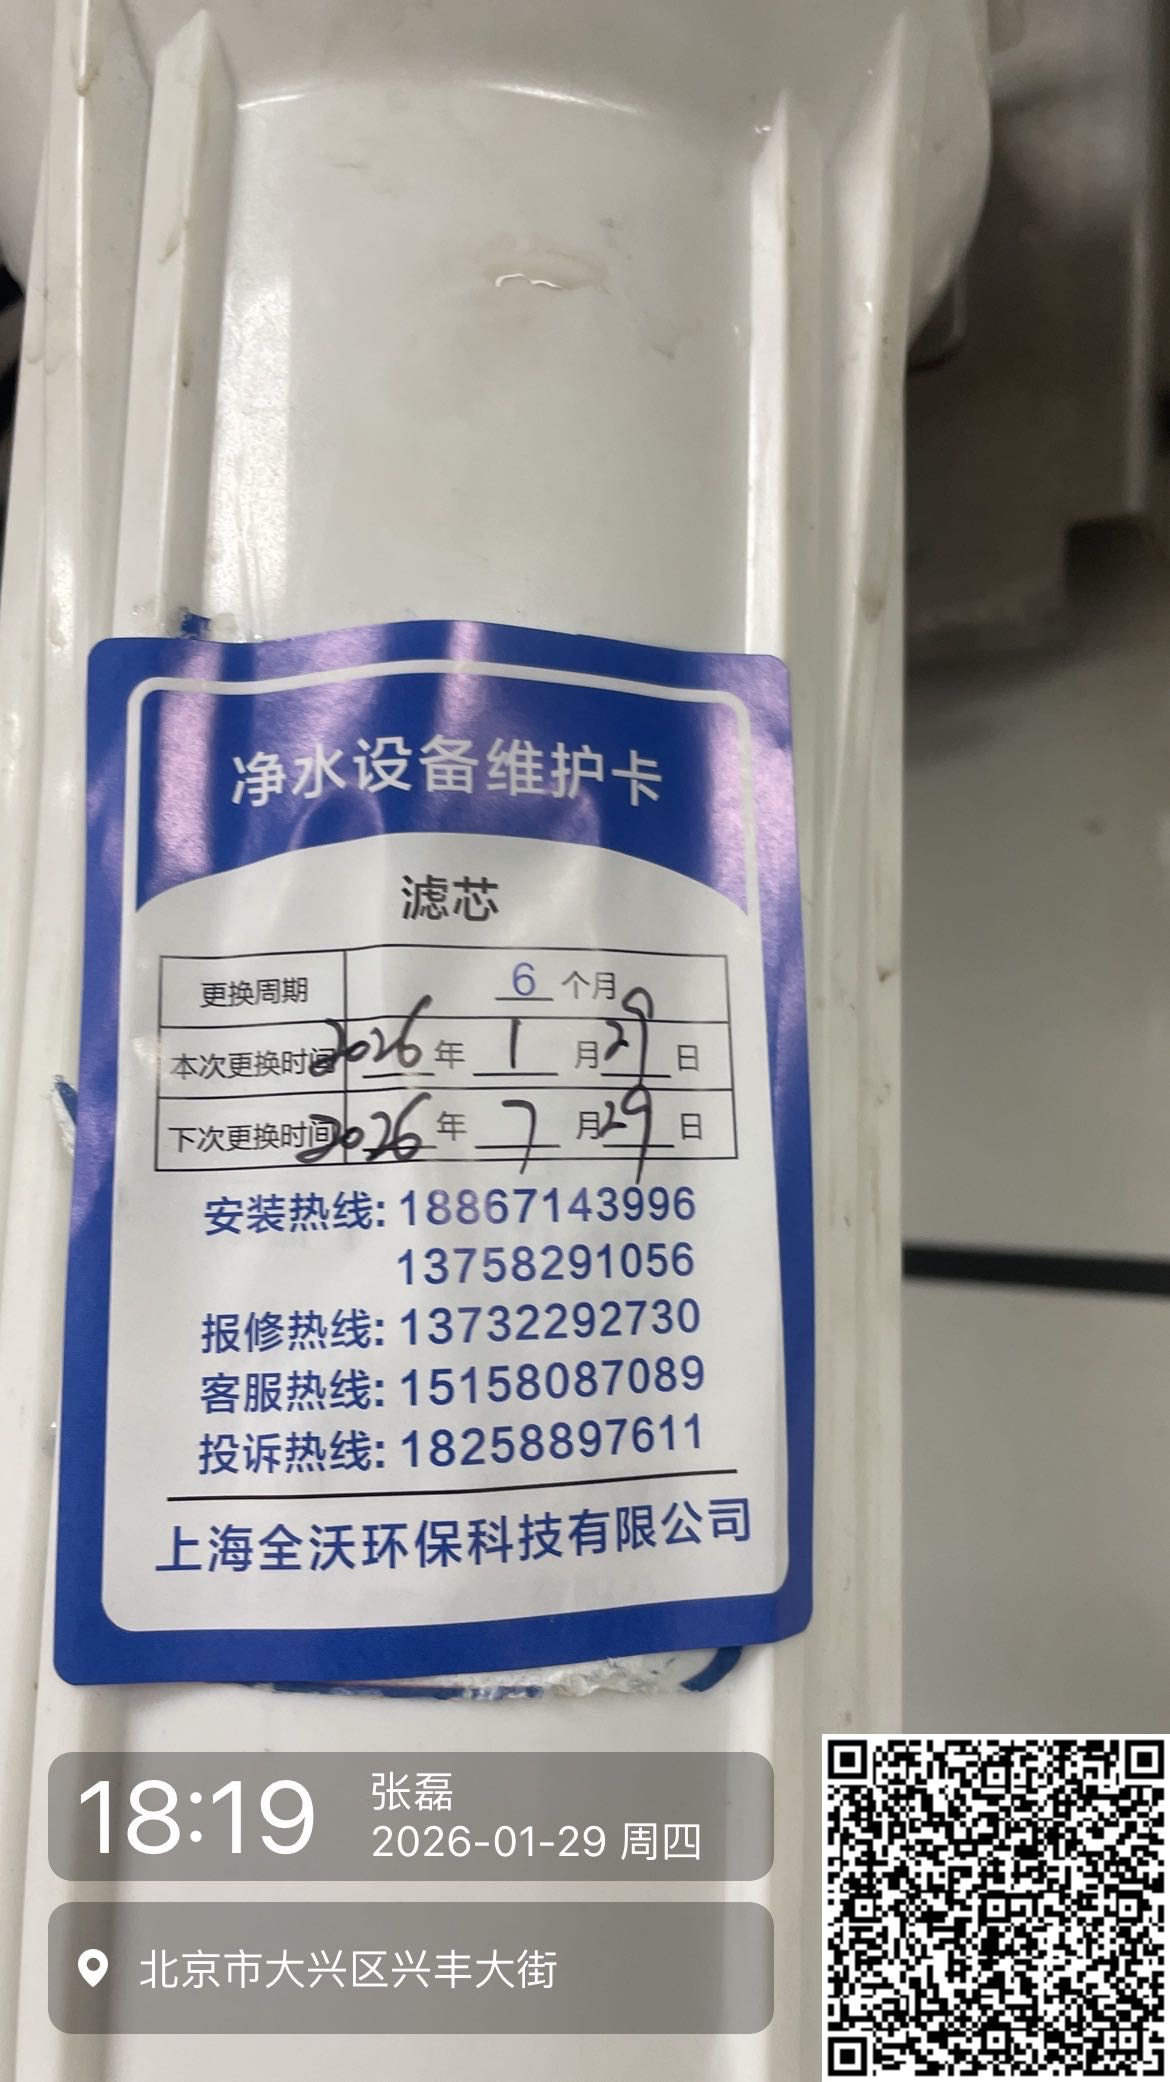 净水设备维护卡
滤芯
更换周期 6 个月
本次更换时间 2026 年 1 月 29 日
下次更换时间 2026 年 7 月 29 日
安装热线: 18867143996
13758291056
报修热线: 13732292730
客服热线: 15158087089
投诉热线: 18258897611
上海全沃环保科技有限公司
18:19
张磊
2026-01-29 周四
北京市大兴区兴丰大街